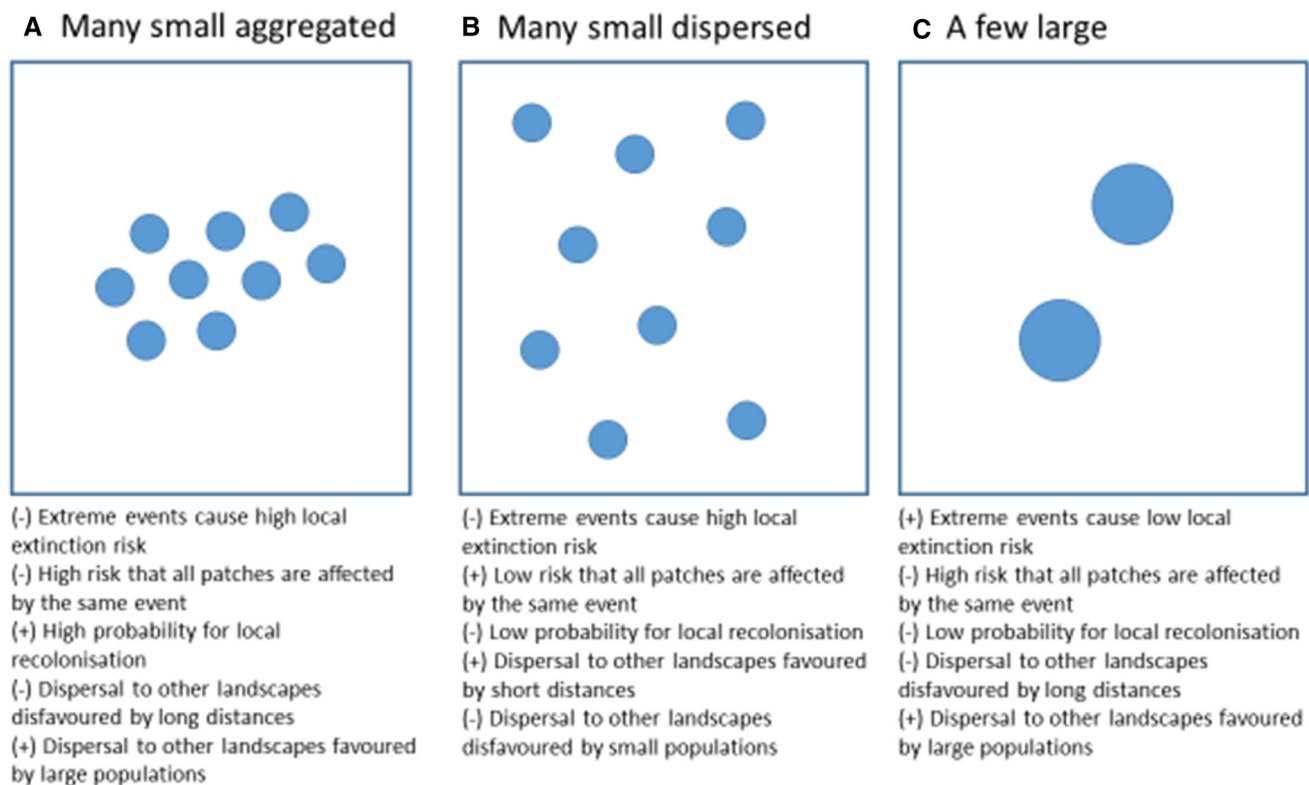 A Many small aggregated
B Many small dispersed
C A few large
(-) Extreme events cause high local
extinction risk
(-) High risk that all patches are affected
by the same event
(+) High probability for local
recolonisation
(-) Dispersal to other landscapes
disfavoured by long distances
(+) Dispersal to other landscapes favoured
by large populations
(-) Extreme events cause high local
extinction risk
(+) Low risk that all patches are affected
by the same event
(-) Low probability for local recolonisation
(+) Dispersal to other landscapes favoured
by short distances
(-) Dispersal to other landscapes
disfavoured by small populations
(+) Extreme events cause low local
extinction risk
(-) High risk that all patches are affected
by the same event
(-) Low probability for local recolonisation
(-) Dispersal to other landscapes
disfavoured by long distances
(+) Dispersal to other landscapes favoured
by large populations